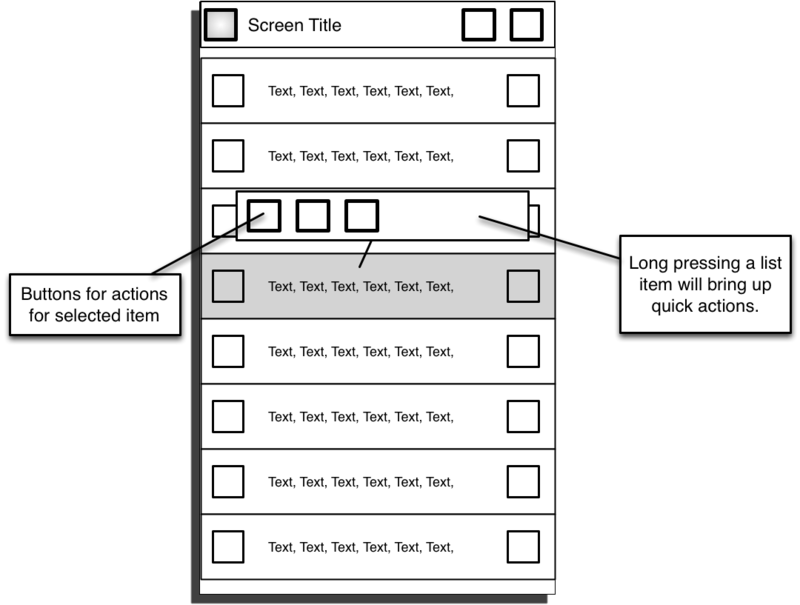 Screen Title
Text, Text, Text, Text, Text, Text,
Text, Text, Text, Text, Text, Text,
Buttons for actions
for selected item
Long pressing a list
item will bring up
quick actions.
Text, Text, Text, Text, Text, Text,
Text, Text, Text, Text, Text, Text,
Text, Text, Text, Text, Text, Text,
Text, Text, Text, Text, Text, Text,
Text, Text, Text, Text, Text, Text,